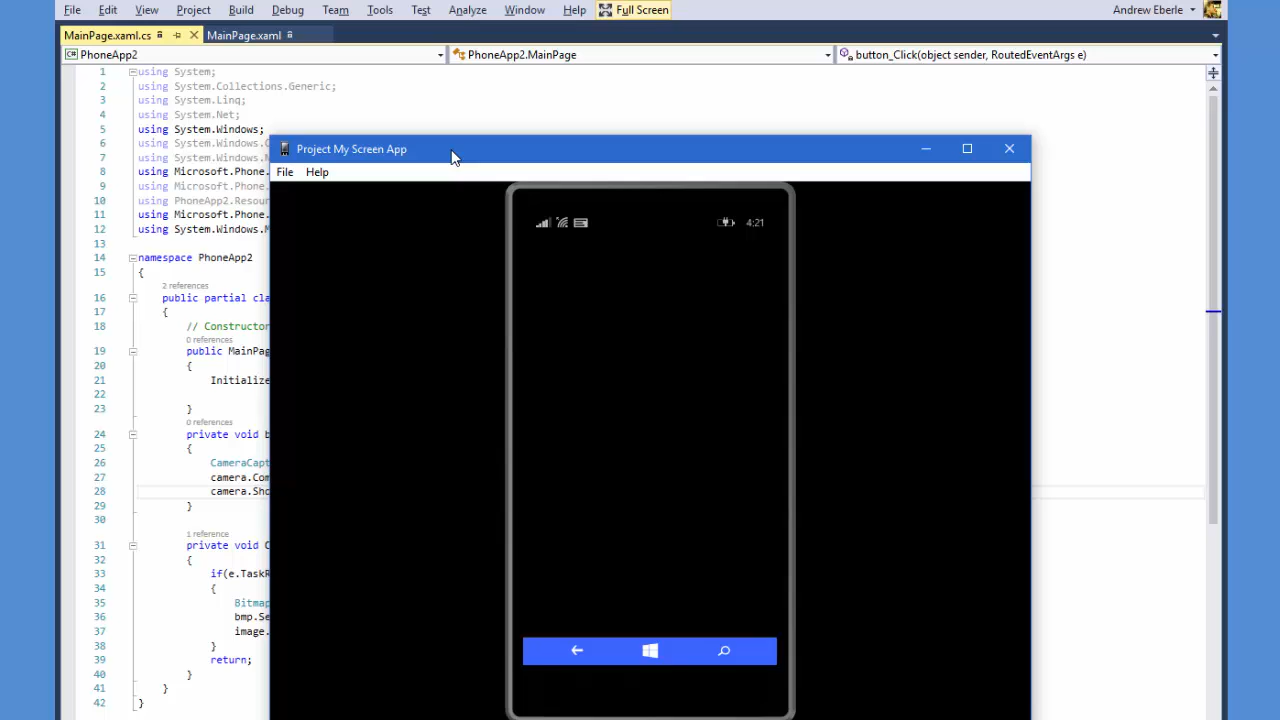 File Edit View Project Build Debug Team Tools Test Analyze Window Help Full Screen Andrew Eberle
MainPage.xaml.cs MainPage.xaml
PhoneApp2 PhoneApp2.MainPage button_Click(object sender, RoutedEventArgs e)
1 using System;
2 using System.Collections.Generic;
3 using System.Linq;
4 using System.Net;
5 using System.Windows;
6 using System.Windows.
7 using System.Windows.
8 using Microsoft.Phone.
9 using Microsoft.Phone.
10 using PhoneApp2.Resour
11 using Microsoft.Phone.
12 using System.Windows.
13
14 namespace PhoneApp2
15 {
2 references
16 public partial cla
17 {
18 // Constructor
0 references
19 public MainPag
20 {
21 Initialize
22
23 }
0 references
24 private void b
25 {
26 CameraCapt
27 camera.Com
28 camera.Sho
29 }
30
1 reference
31 private void C
32 {
33 if(e.TaskR
34 {
35 Bitmap
36 bmp.Se
37 image.
38 }
39 return;
40 }
41 }
42 }
Project My Screen App
File Help
4:21